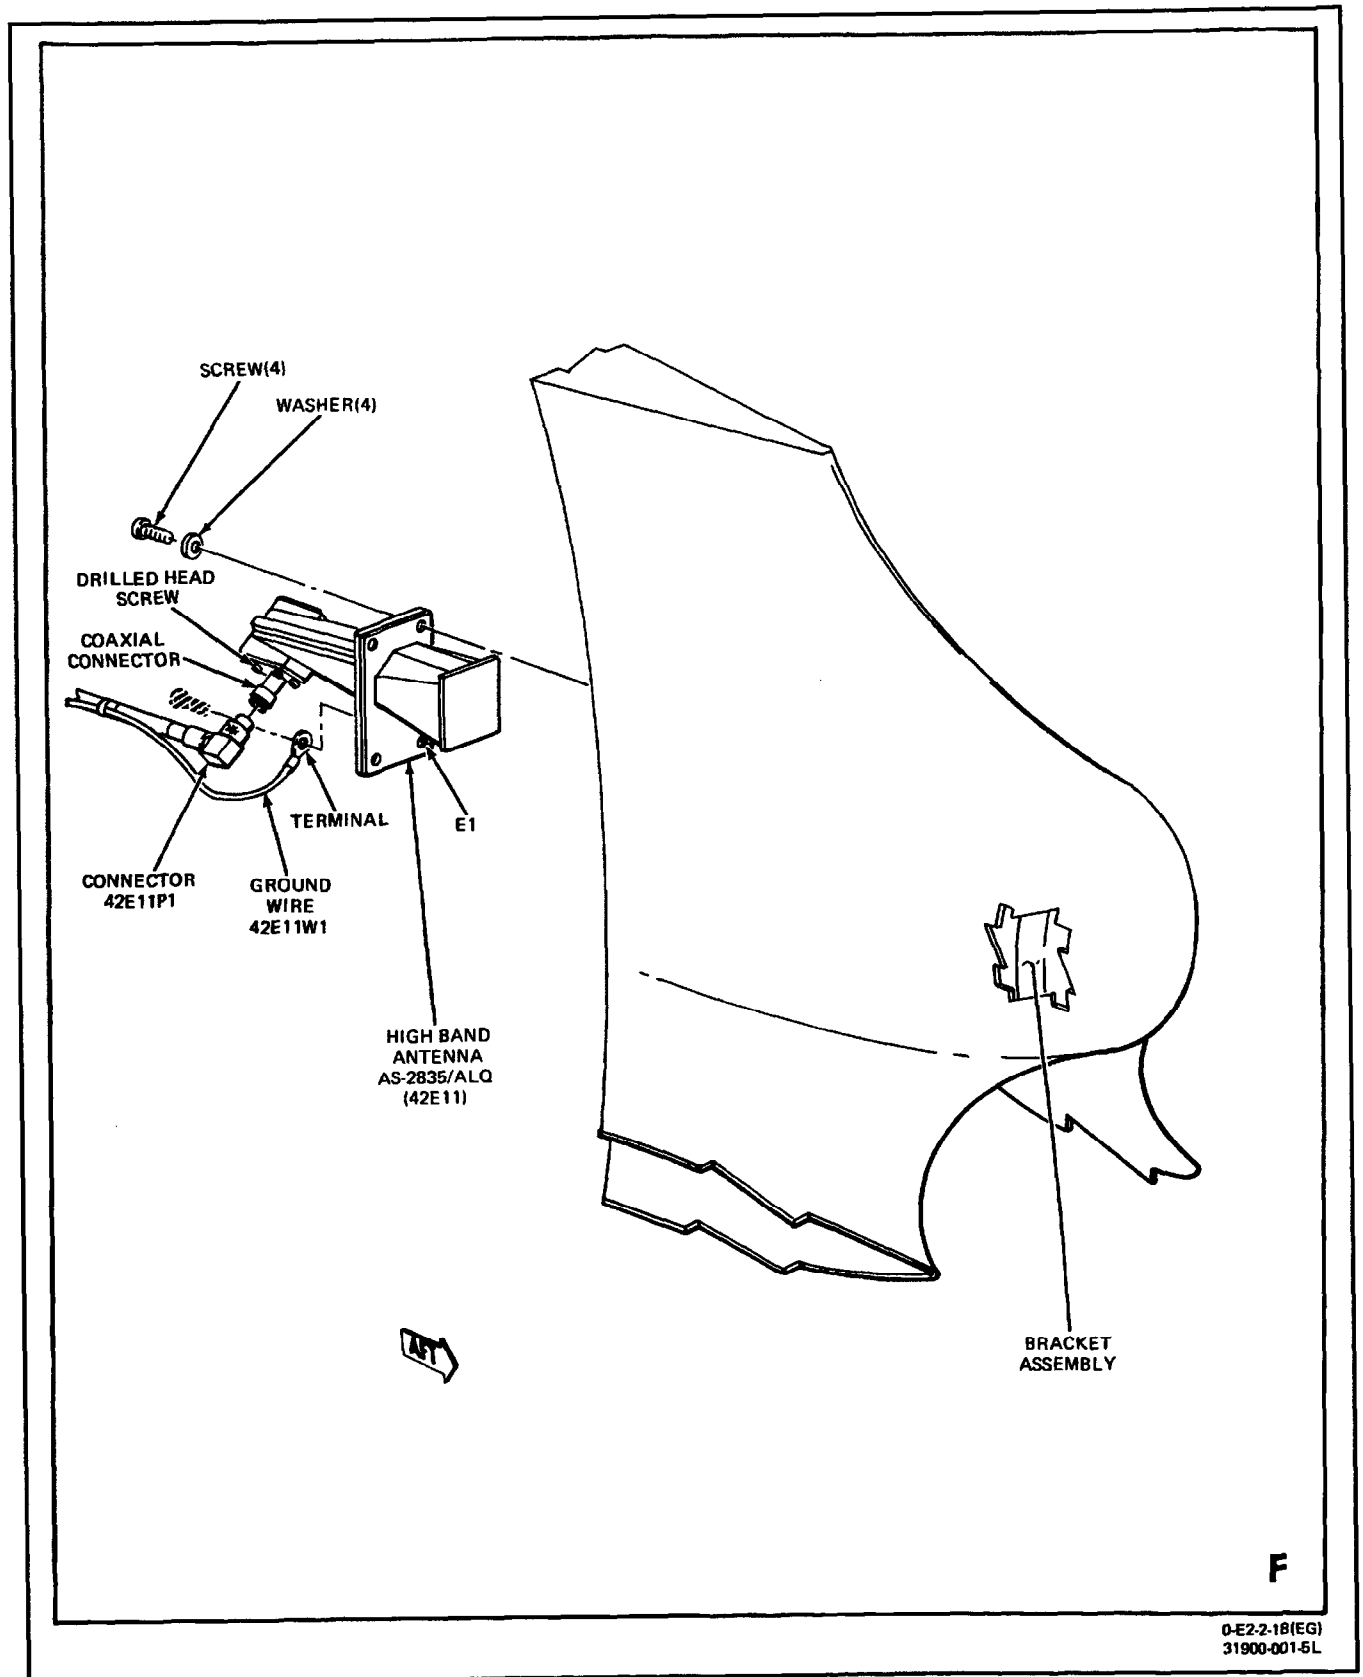 SCREW(4)
WASHER(4)
DRILLED HEAD
SCREW
COAXIAL
CONNECTOR
TERMINAL
E1
CONNECTOR
42E11P1
GROUND
WIRE
42E11W1
HIGH BAND
ANTENNA
AS-2835/ALQ
(42E11)
AFT
BRACKET
ASSEMBLY
F
0-E2-2-18(EG)
31900-001-5L